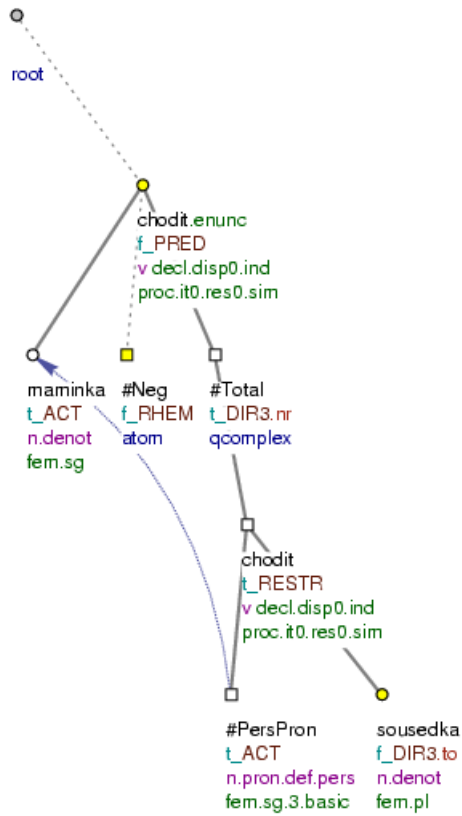 root
chodit.enunc
f_PRED
v decl.disp0.ind
proc.it0.res0.sim
maminka
t_ACT
n.denot
fem.sg
#Neg
f_RHEM
atom
#Total
t_DIR3.nr
qcomplex
chodit
t_RESTR
v decl.disp0.ind
proc.it0.res0.sim
#PersPron
t_ACT
n.pron.def.pers
fem.sg.3.basic
sousedka
f_DIR3.to
n.denot
fem.pl